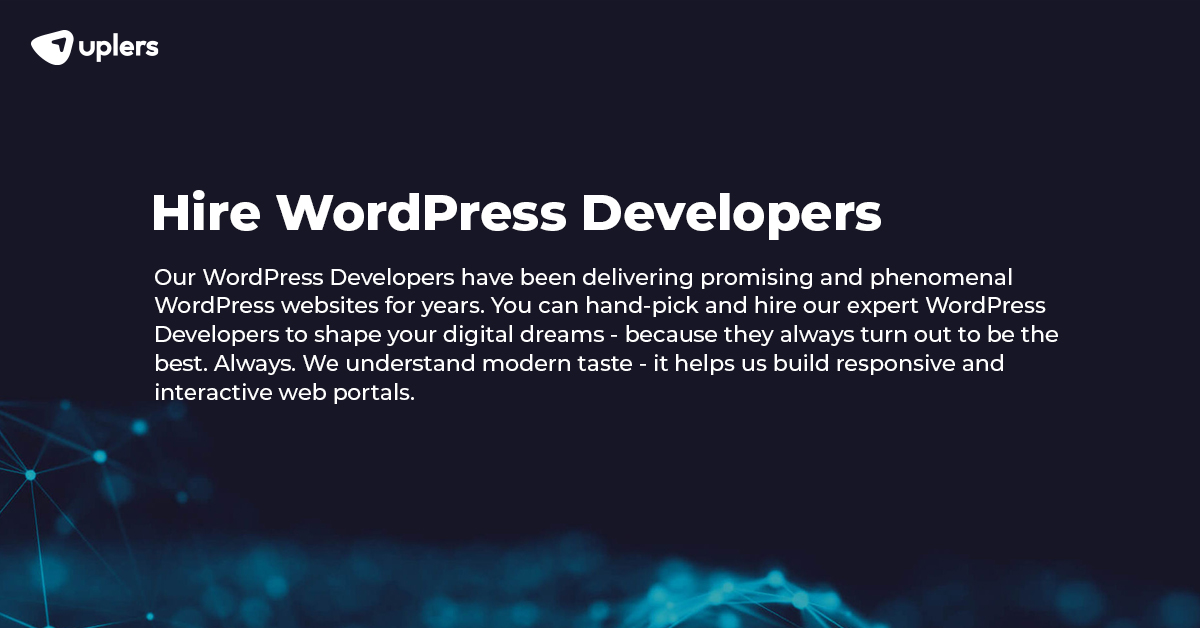 uplers
Hire WordPress Developers
Our WordPress Developers have been delivering promising and phenomenal
WordPress websites for years. You can hand-pick and hire our expert WordPress
Developers to shape your digital dreams - because they always turn out to be the
best. Always. We understand modern taste - it helps us build responsive and
interactive web portals.